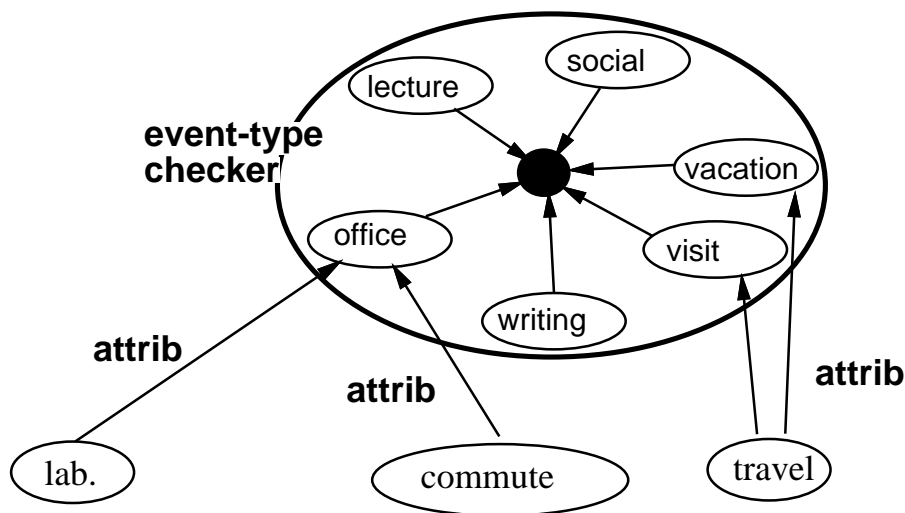 social
lecture
event-type
checker
vacation
office
visit
writing
attrib
attrib
attrib
lab.
commute
travel